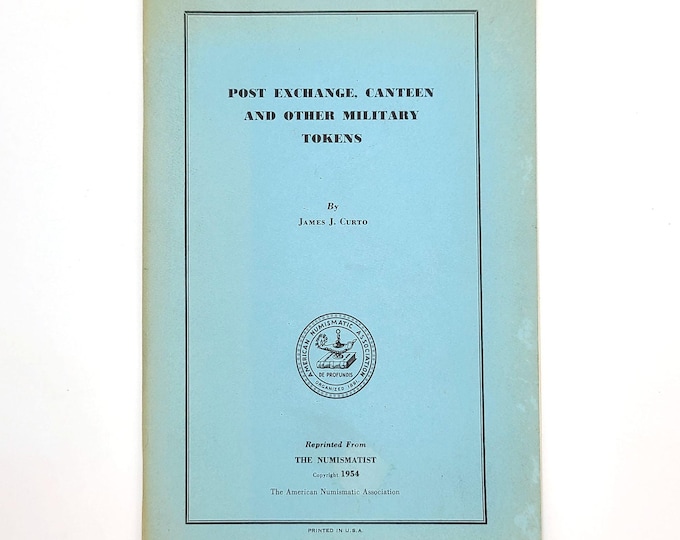 POST EXCHANGE, CANTEEN
AND OTHER MILITARY
TOKENS
By
JAMES J. CURTO
AMERICAN NUMISMATIC ASSOCIATION
DE PROFUNDIS
ORGANIZED 1891
Reprinted From
THE NUMISMATIST
Copyright 1954
The American Numismatic Association
PRINTED IN U.S.A.